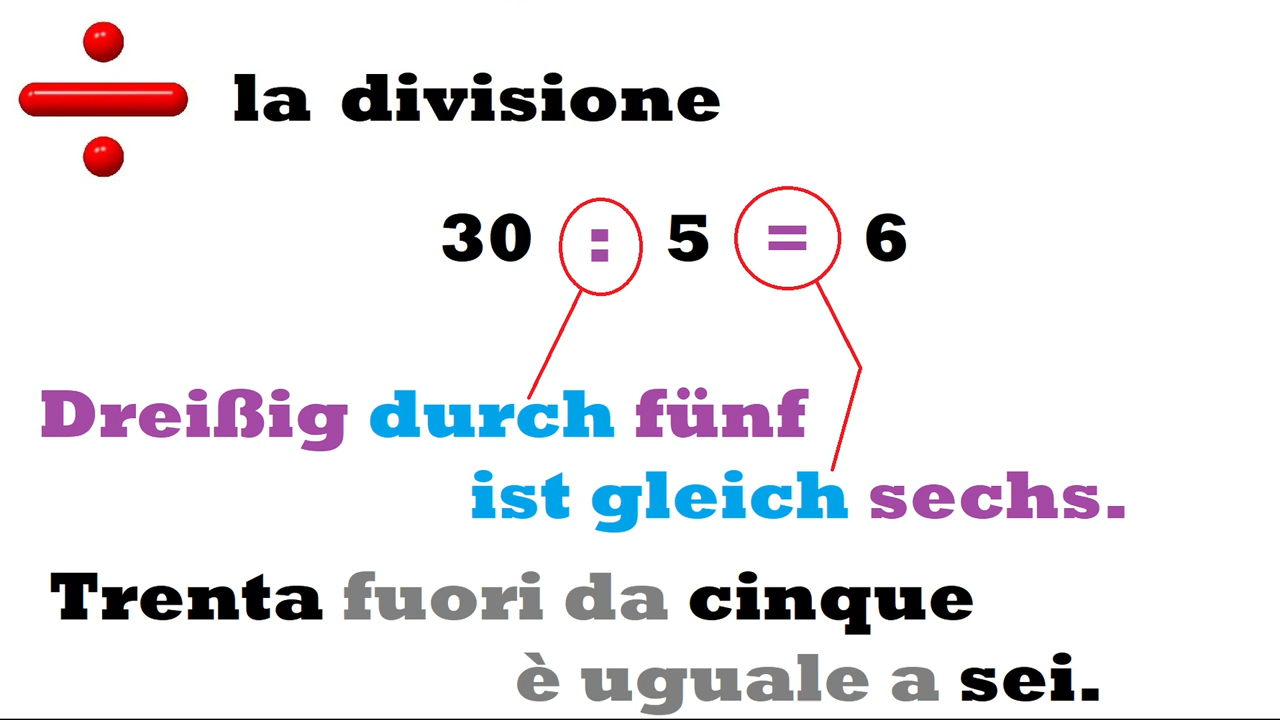 la divisione
30 : 5 = 6
Dreißig durch fünf
ist gleich sechs.
Trenta fuori da cinque
è uguale a sei.